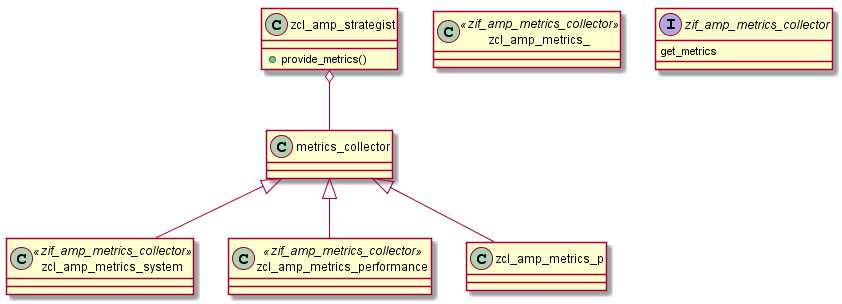 C zcl_amp_strategist
provide_metrics()
C «zif_amp_metrics_collector»
zcl_amp_metrics_
I zif_amp_metrics_collector
get_metrics
C metrics_collector
C «zif_amp_metrics_collector»
zcl_amp_metrics_system
C «zif_amp_metrics_collector»
zcl_amp_metrics_performance
C zcl_amp_metrics_p